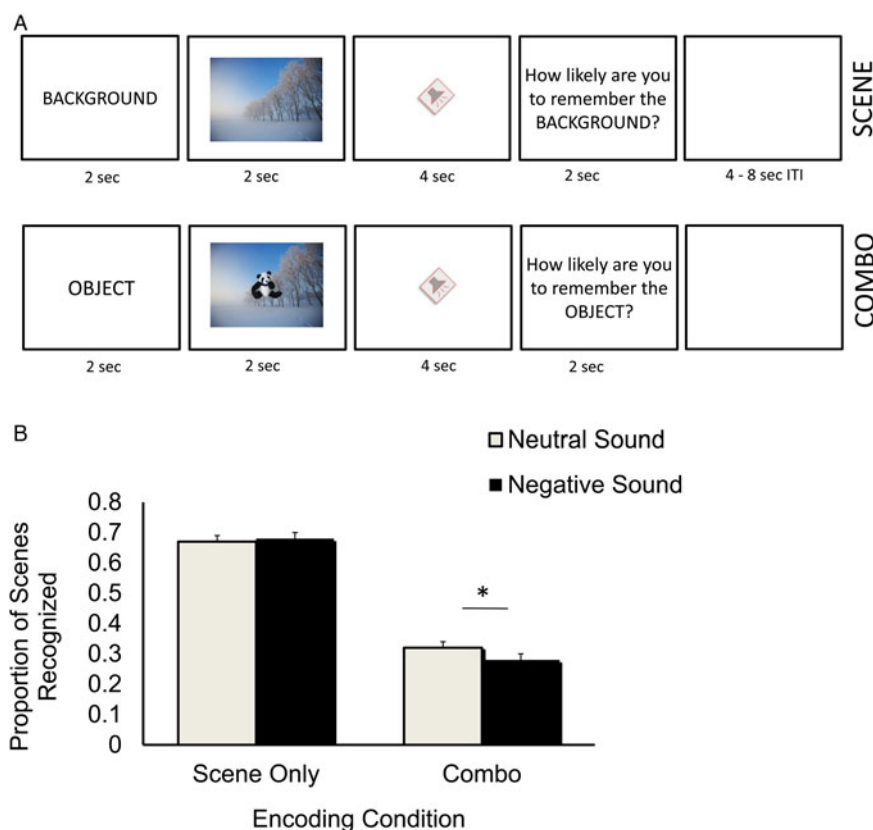 A
BACKGROUND
How likely are you
to remember the
BACKGROUND?
SCENE
2 sec
2 sec
4 sec
2 sec
4 - 8 sec ITI
OBJECT
How likely are you
to remember the
OBJECT?
COMBO
2 sec
2 sec
4 sec
2 sec
B
Neutral Sound
Negative Sound
Proportion of Scenes
Recognized
0.8
0.7
0.6
0.5
0.4
0.3
0.2
0.1
0
*
Scene Only
Combo
Encoding Condition